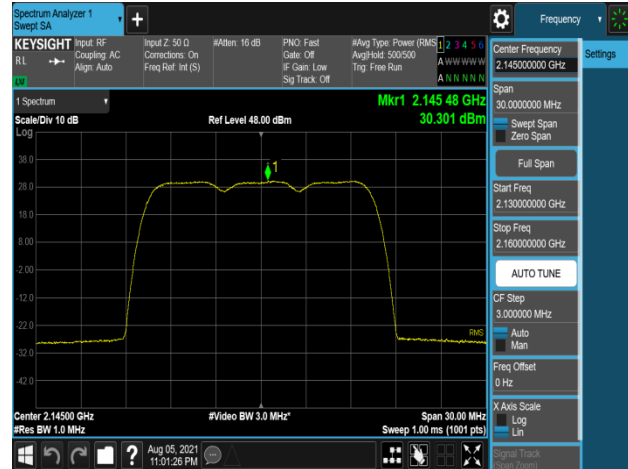 Spectrum Analyzer 1
Swept SA
+
Frequency
KEYSIGHT
RL
LV
Input: RF
Coupling: AC
Align: Auto
Input Z: 50 Ω
Corrections: On
Freq Ref: Int (S)
#Atten: 16 dB
PNO: Fast
Gate: Off
IF Gain: Low
Sig Track: Off
#Avg Type: Power (RMS
Avg|Hold: 500/500
Trig: Free Run
1 2 3 4 5 6
A W W W W W
A N N N N N
1 Spectrum
Scale/Div 10 dB
Log
Ref Level 48.00 dBm
Mkr1 2.145 48 GHz
30.301 dBm
1
38.0
28.0
18.0
8.00
-2.00
-12.0
-22.0
-32.0
-42.0
RMS
Center 2.14500 GHz
#Res BW 1.0 MHz
#Video BW 3.0 MHz*
Span 30.00 MHz
Sweep 1.00 ms (1001 pts)
Center Frequency
2.145000000 GHz
Span
30.0000000 MHz
Swept Span
Zero Span
Full Span
Start Freq
2.130000000 GHz
Stop Freq
2.160000000 GHz
AUTO TUNE
CF Step
3.000000 MHz
Auto
Man
Freq Offset
0 Hz
X Axis Scale
Log
Lin
Signal Track
(Span Zoom)
Settings
?
Aug 05, 2021
11:01:26 PM